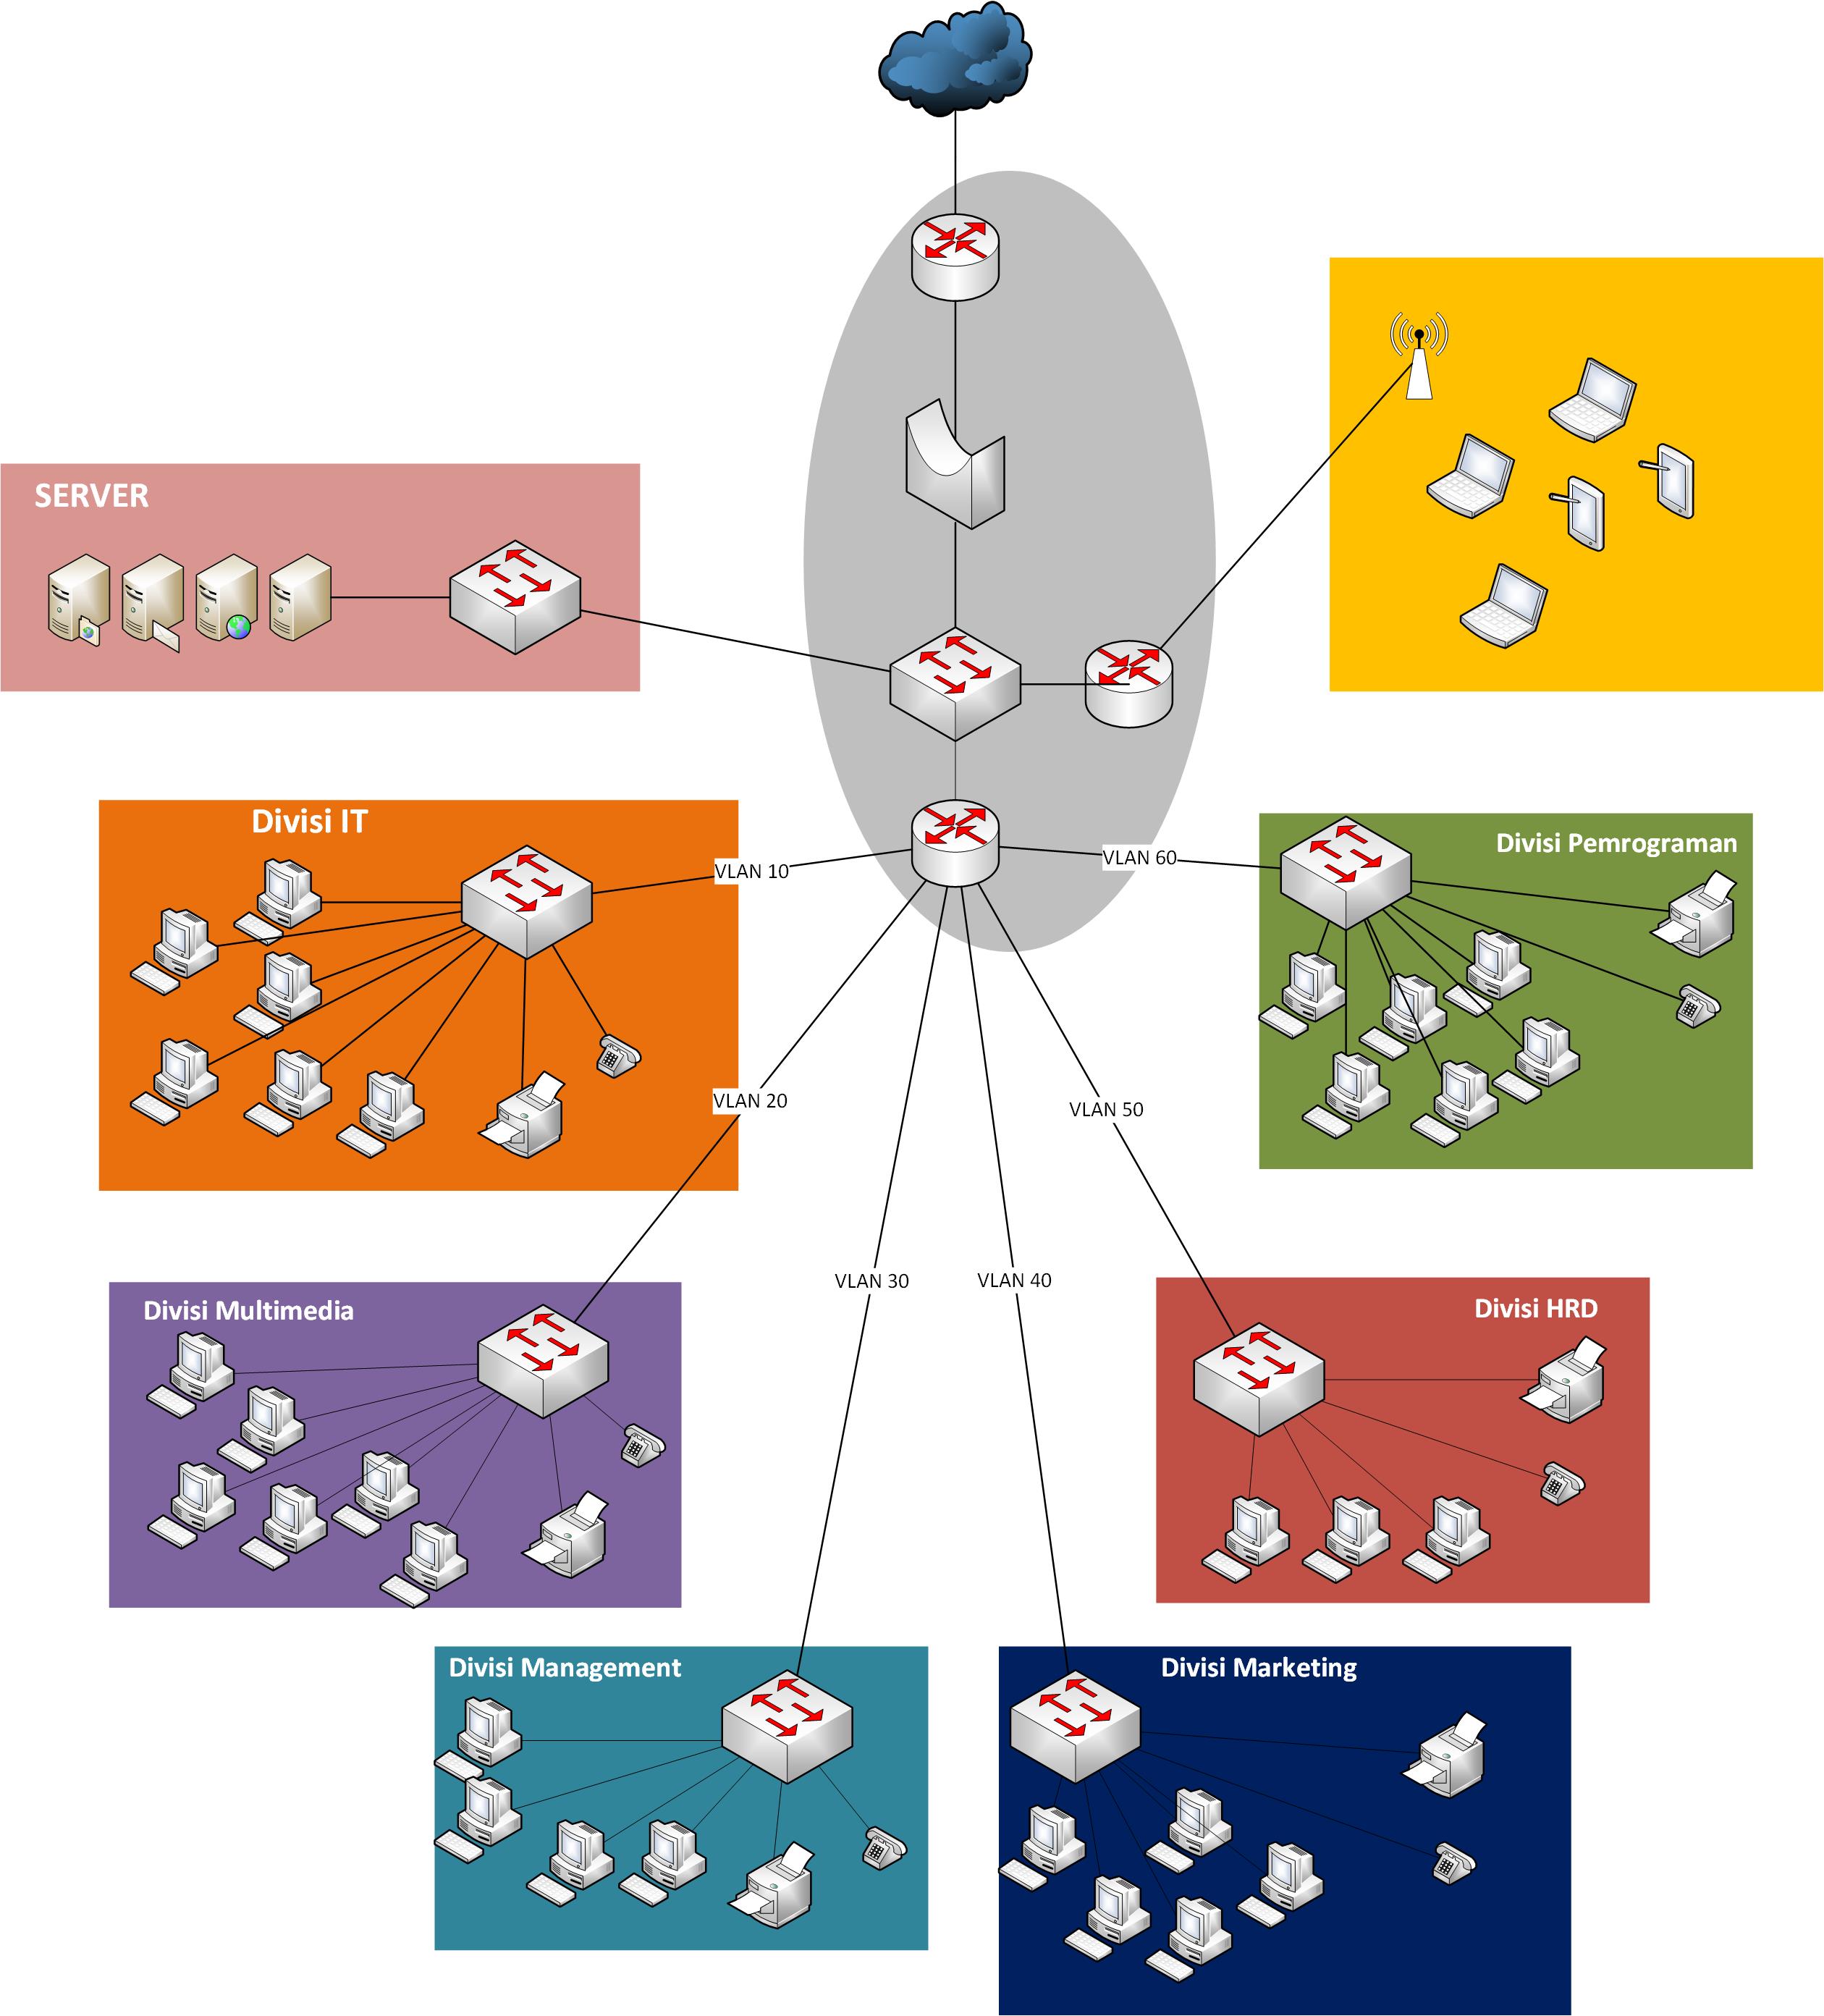 SERVER
Divisi IT
VLAN 10
VLAN 60
Divisi Pemrograman
VLAN 20
VLAN 50
VLAN 30
VLAN 40
Divisi Multimedia
Divisi HRD
Divisi Management
Divisi Marketing